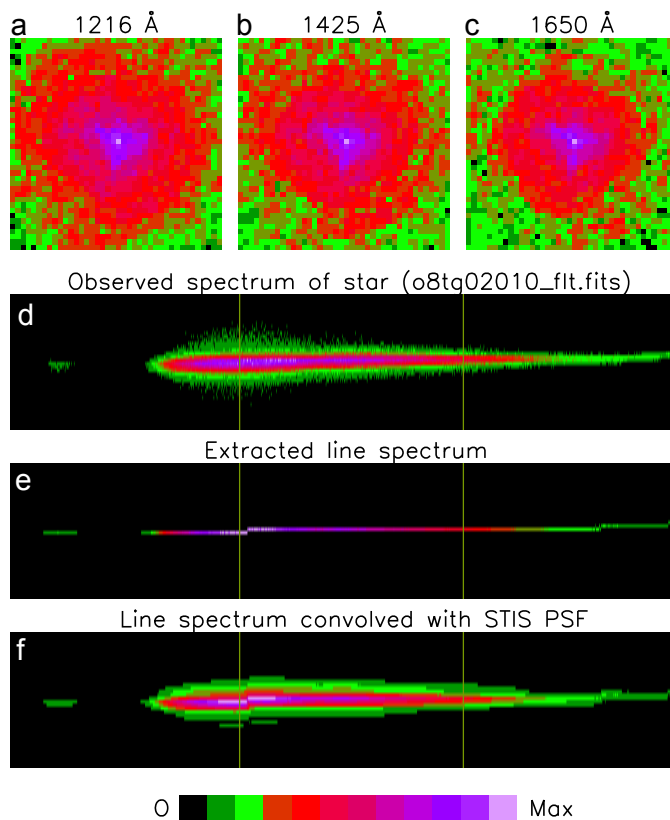 a 1216 Å b 1425 Å c 1650 Å
Observed spectrum of star (o8tg02010_flt.fits)
d
Extracted line spectrum
e
Line spectrum convolved with STIS PSF
f
O Max